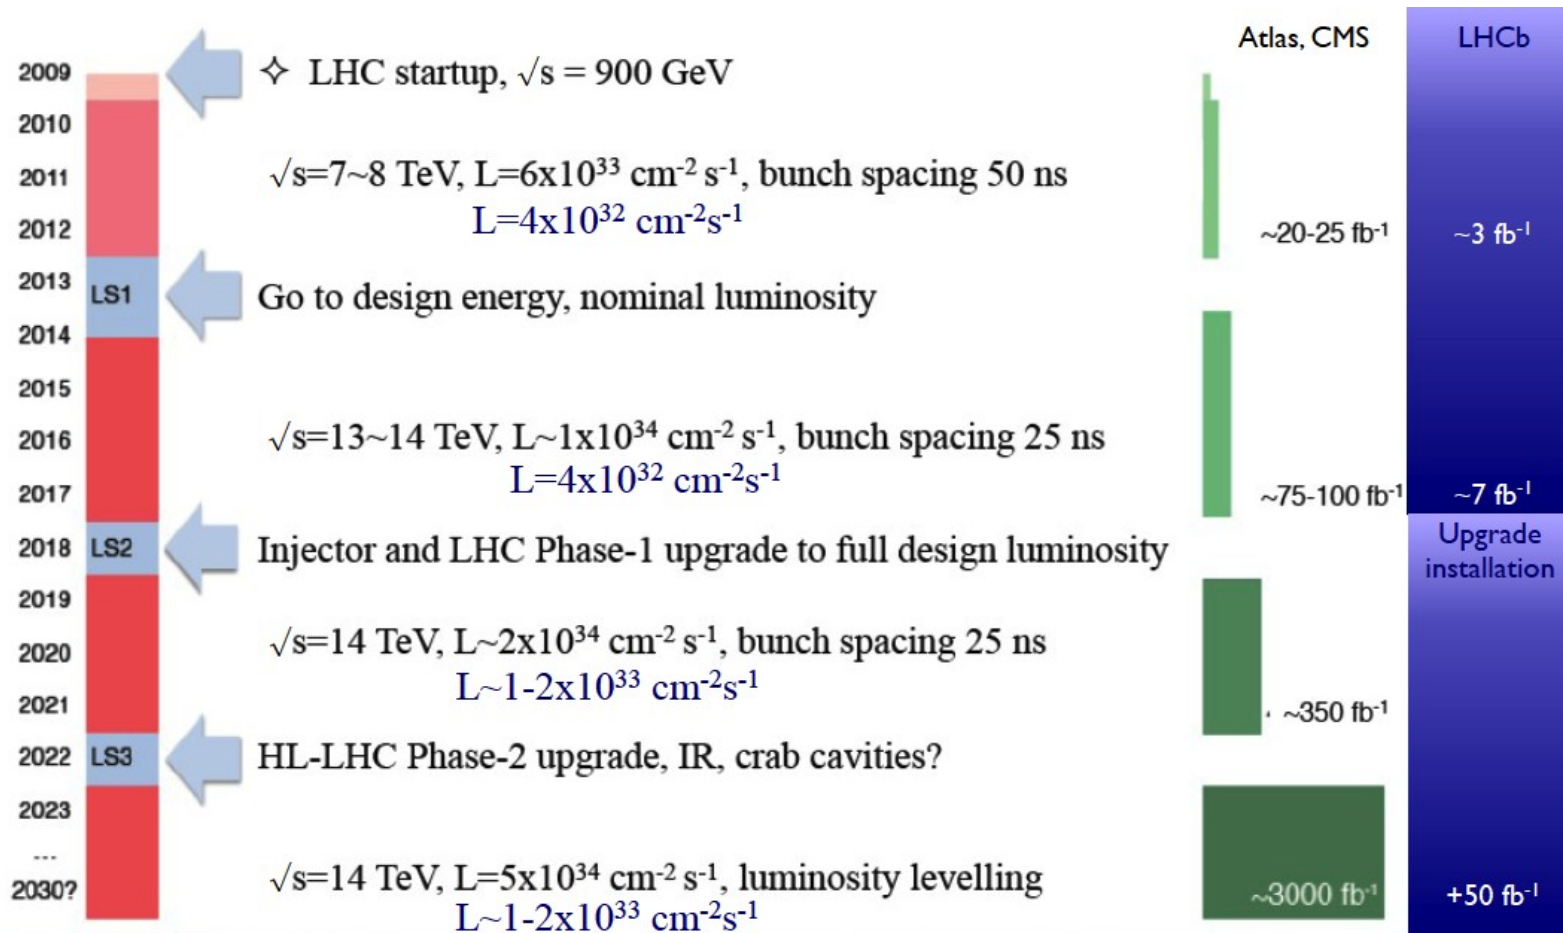 Atlas, CMS
LHCb
2009
✧ LHC startup, √s = 900 GeV
2010
2011
√s=7~8 TeV, L=6x10³³ cm⁻² s⁻¹, bunch spacing 50 ns
L=4x10³² cm⁻²s⁻¹
2012
~20-25 fb⁻¹
~3 fb⁻¹
2013
LS1
Go to design energy, nominal luminosity
2014
2015
2016
√s=13~14 TeV, L~1x10³⁴ cm⁻² s⁻¹, bunch spacing 25 ns
L=4x10³² cm⁻²s⁻¹
2017
~75-100 fb⁻¹
~7 fb⁻¹
2018
LS2
Injector and LHC Phase-1 upgrade to full design luminosity
Upgrade
installation
2019
2020
√s=14 TeV, L~2x10³⁴ cm⁻² s⁻¹, bunch spacing 25 ns
L~1-2x10³³ cm⁻²s⁻¹
2021
~350 fb⁻¹
2022
LS3
HL-LHC Phase-2 upgrade, IR, crab cavities?
2023
...
2030?
√s=14 TeV, L=5x10³⁴ cm⁻² s⁻¹, luminosity levelling
L~1-2x10³³ cm⁻²s⁻¹
~3000 fb⁻¹
+50 fb⁻¹